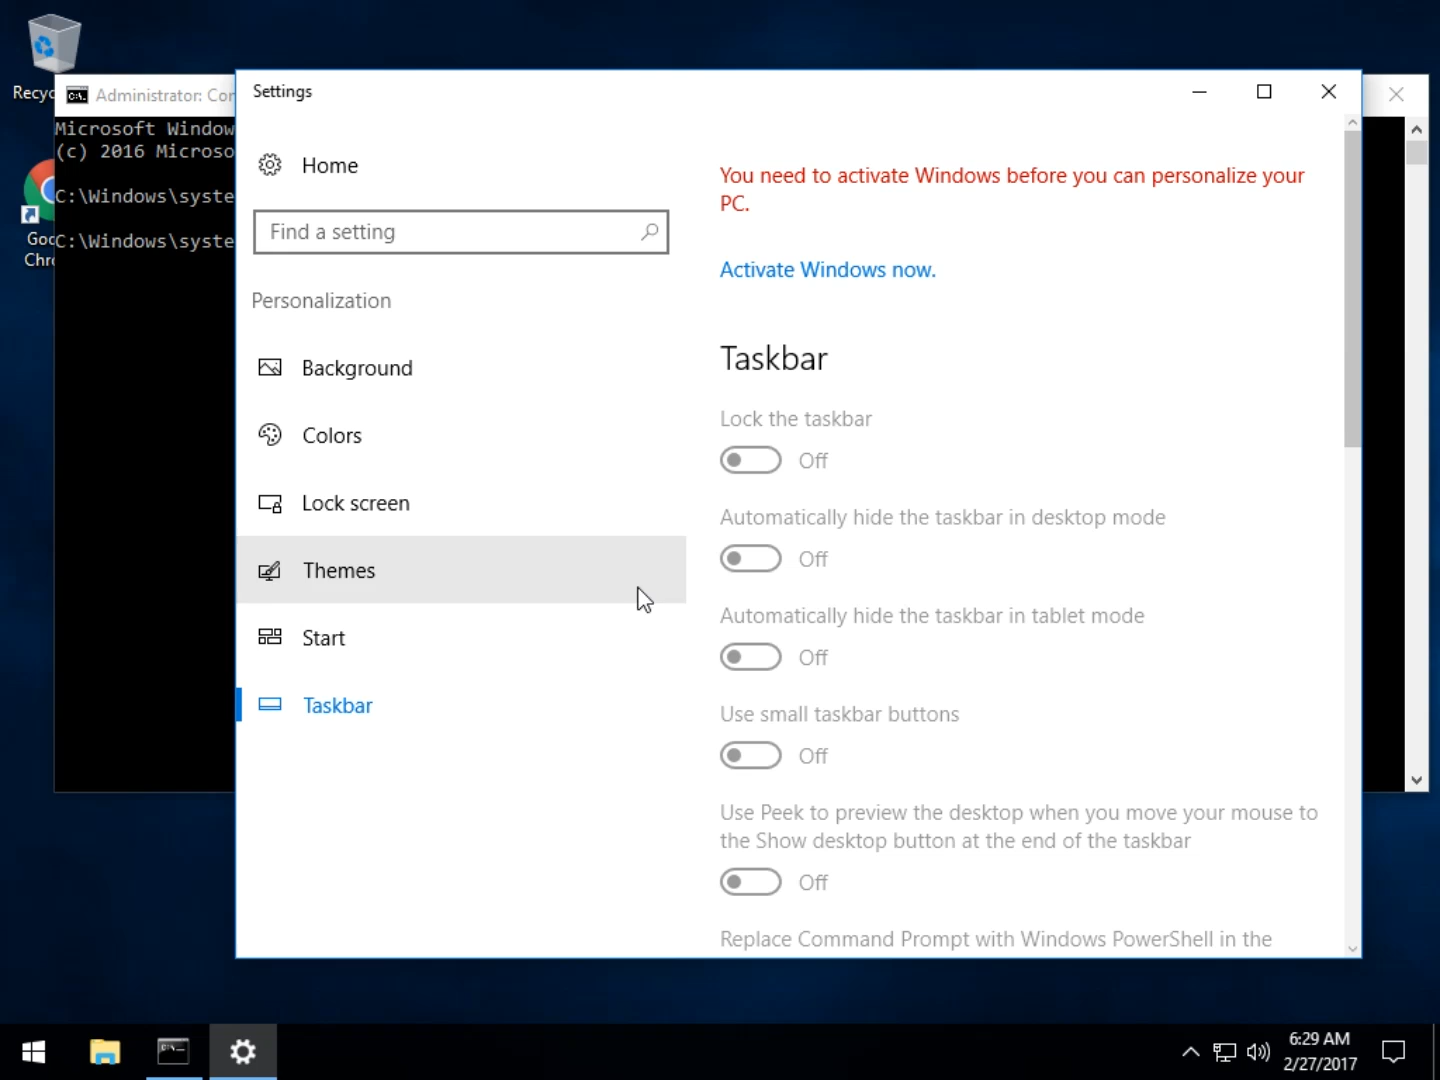 Recyc
Goo
Chro
Administrator: Cor
Microsoft Window
(c) 2016 Microso
C:\Windows\syste
C:\Windows\syste
Settings
Home
Find a setting
Personalization
Background
Colors
Lock screen
Themes
Start
Taskbar
You need to activate Windows before you can personalize your
PC.
Activate Windows now.
Taskbar
Lock the taskbar
Off
Automatically hide the taskbar in desktop mode
Off
Automatically hide the taskbar in tablet mode
Off
Use small taskbar buttons
Off
Use Peek to preview the desktop when you move your mouse to
the Show desktop button at the end of the taskbar
Off
Replace Command Prompt with Windows PowerShell in the
6:29 AM
2/27/2017